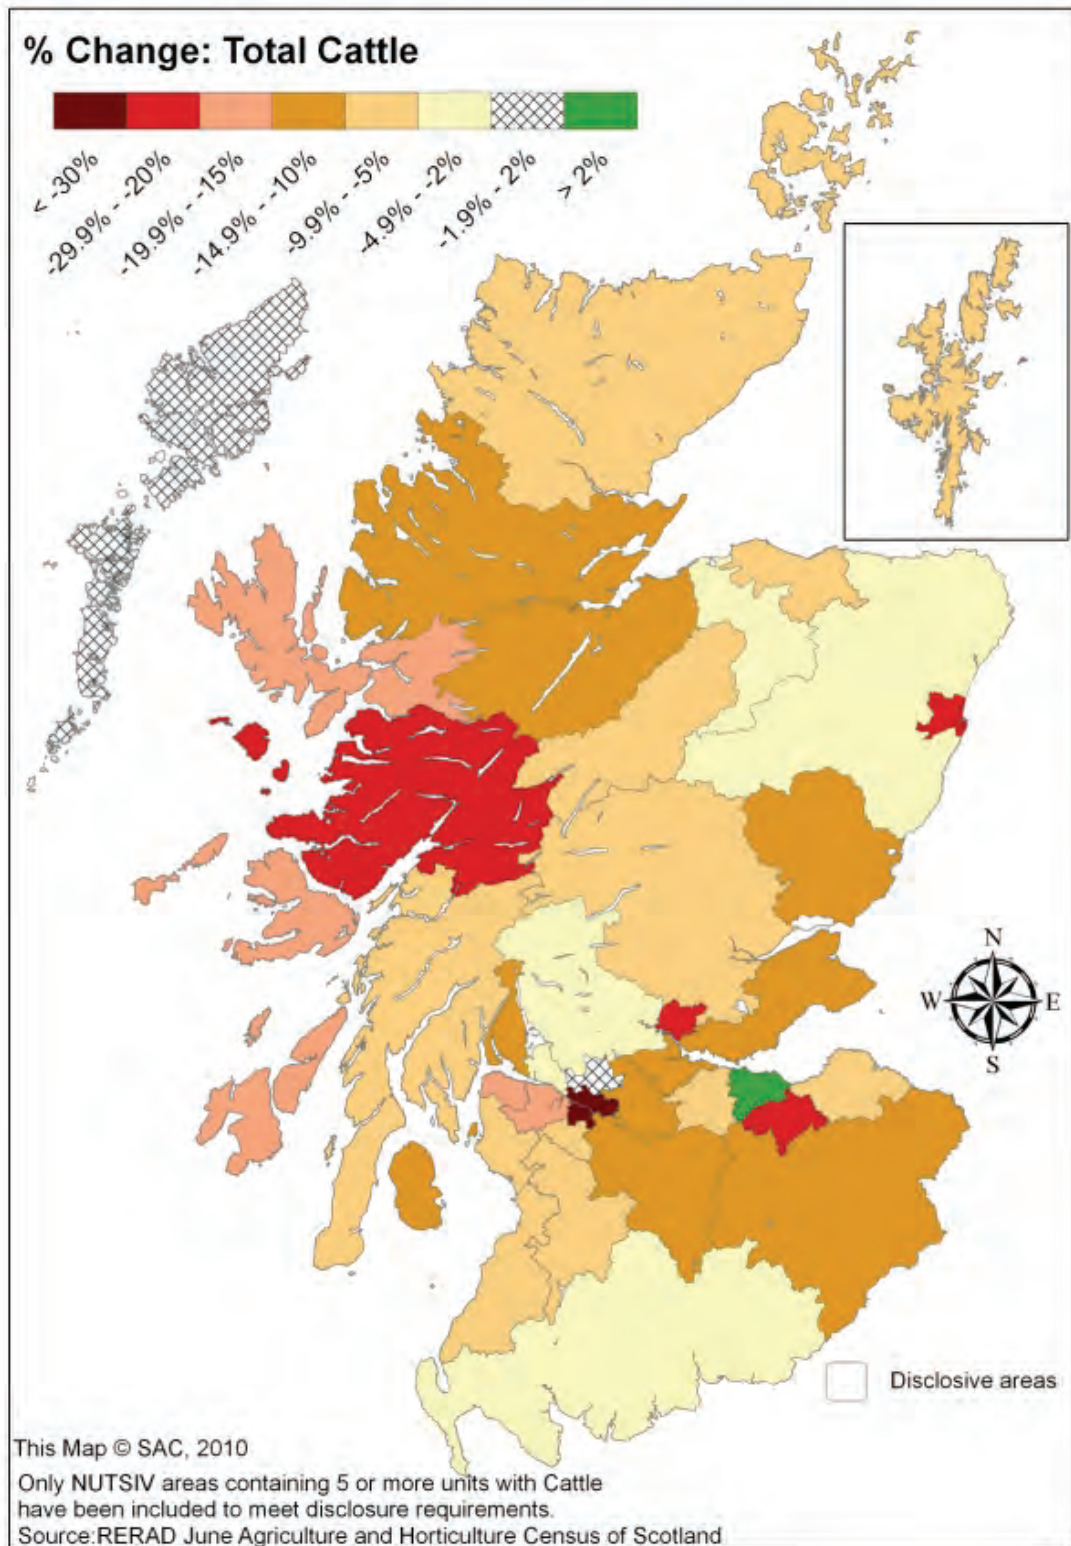 % Change: Total Cattle
< -30%
-29.9% - -20%
-19.9% - -15%
-14.9% - -10%
-9.9% - -5%
-4.9% - -2%
-1.9% - 2%
> 2%
N
W E
S
Disclosive areas
This Map © SAC, 2010
Only NUTSIV areas containing 5 or more units with Cattle
have been included to meet disclosure requirements.
Source:RERAD June Agriculture and Horticulture Census of Scotland